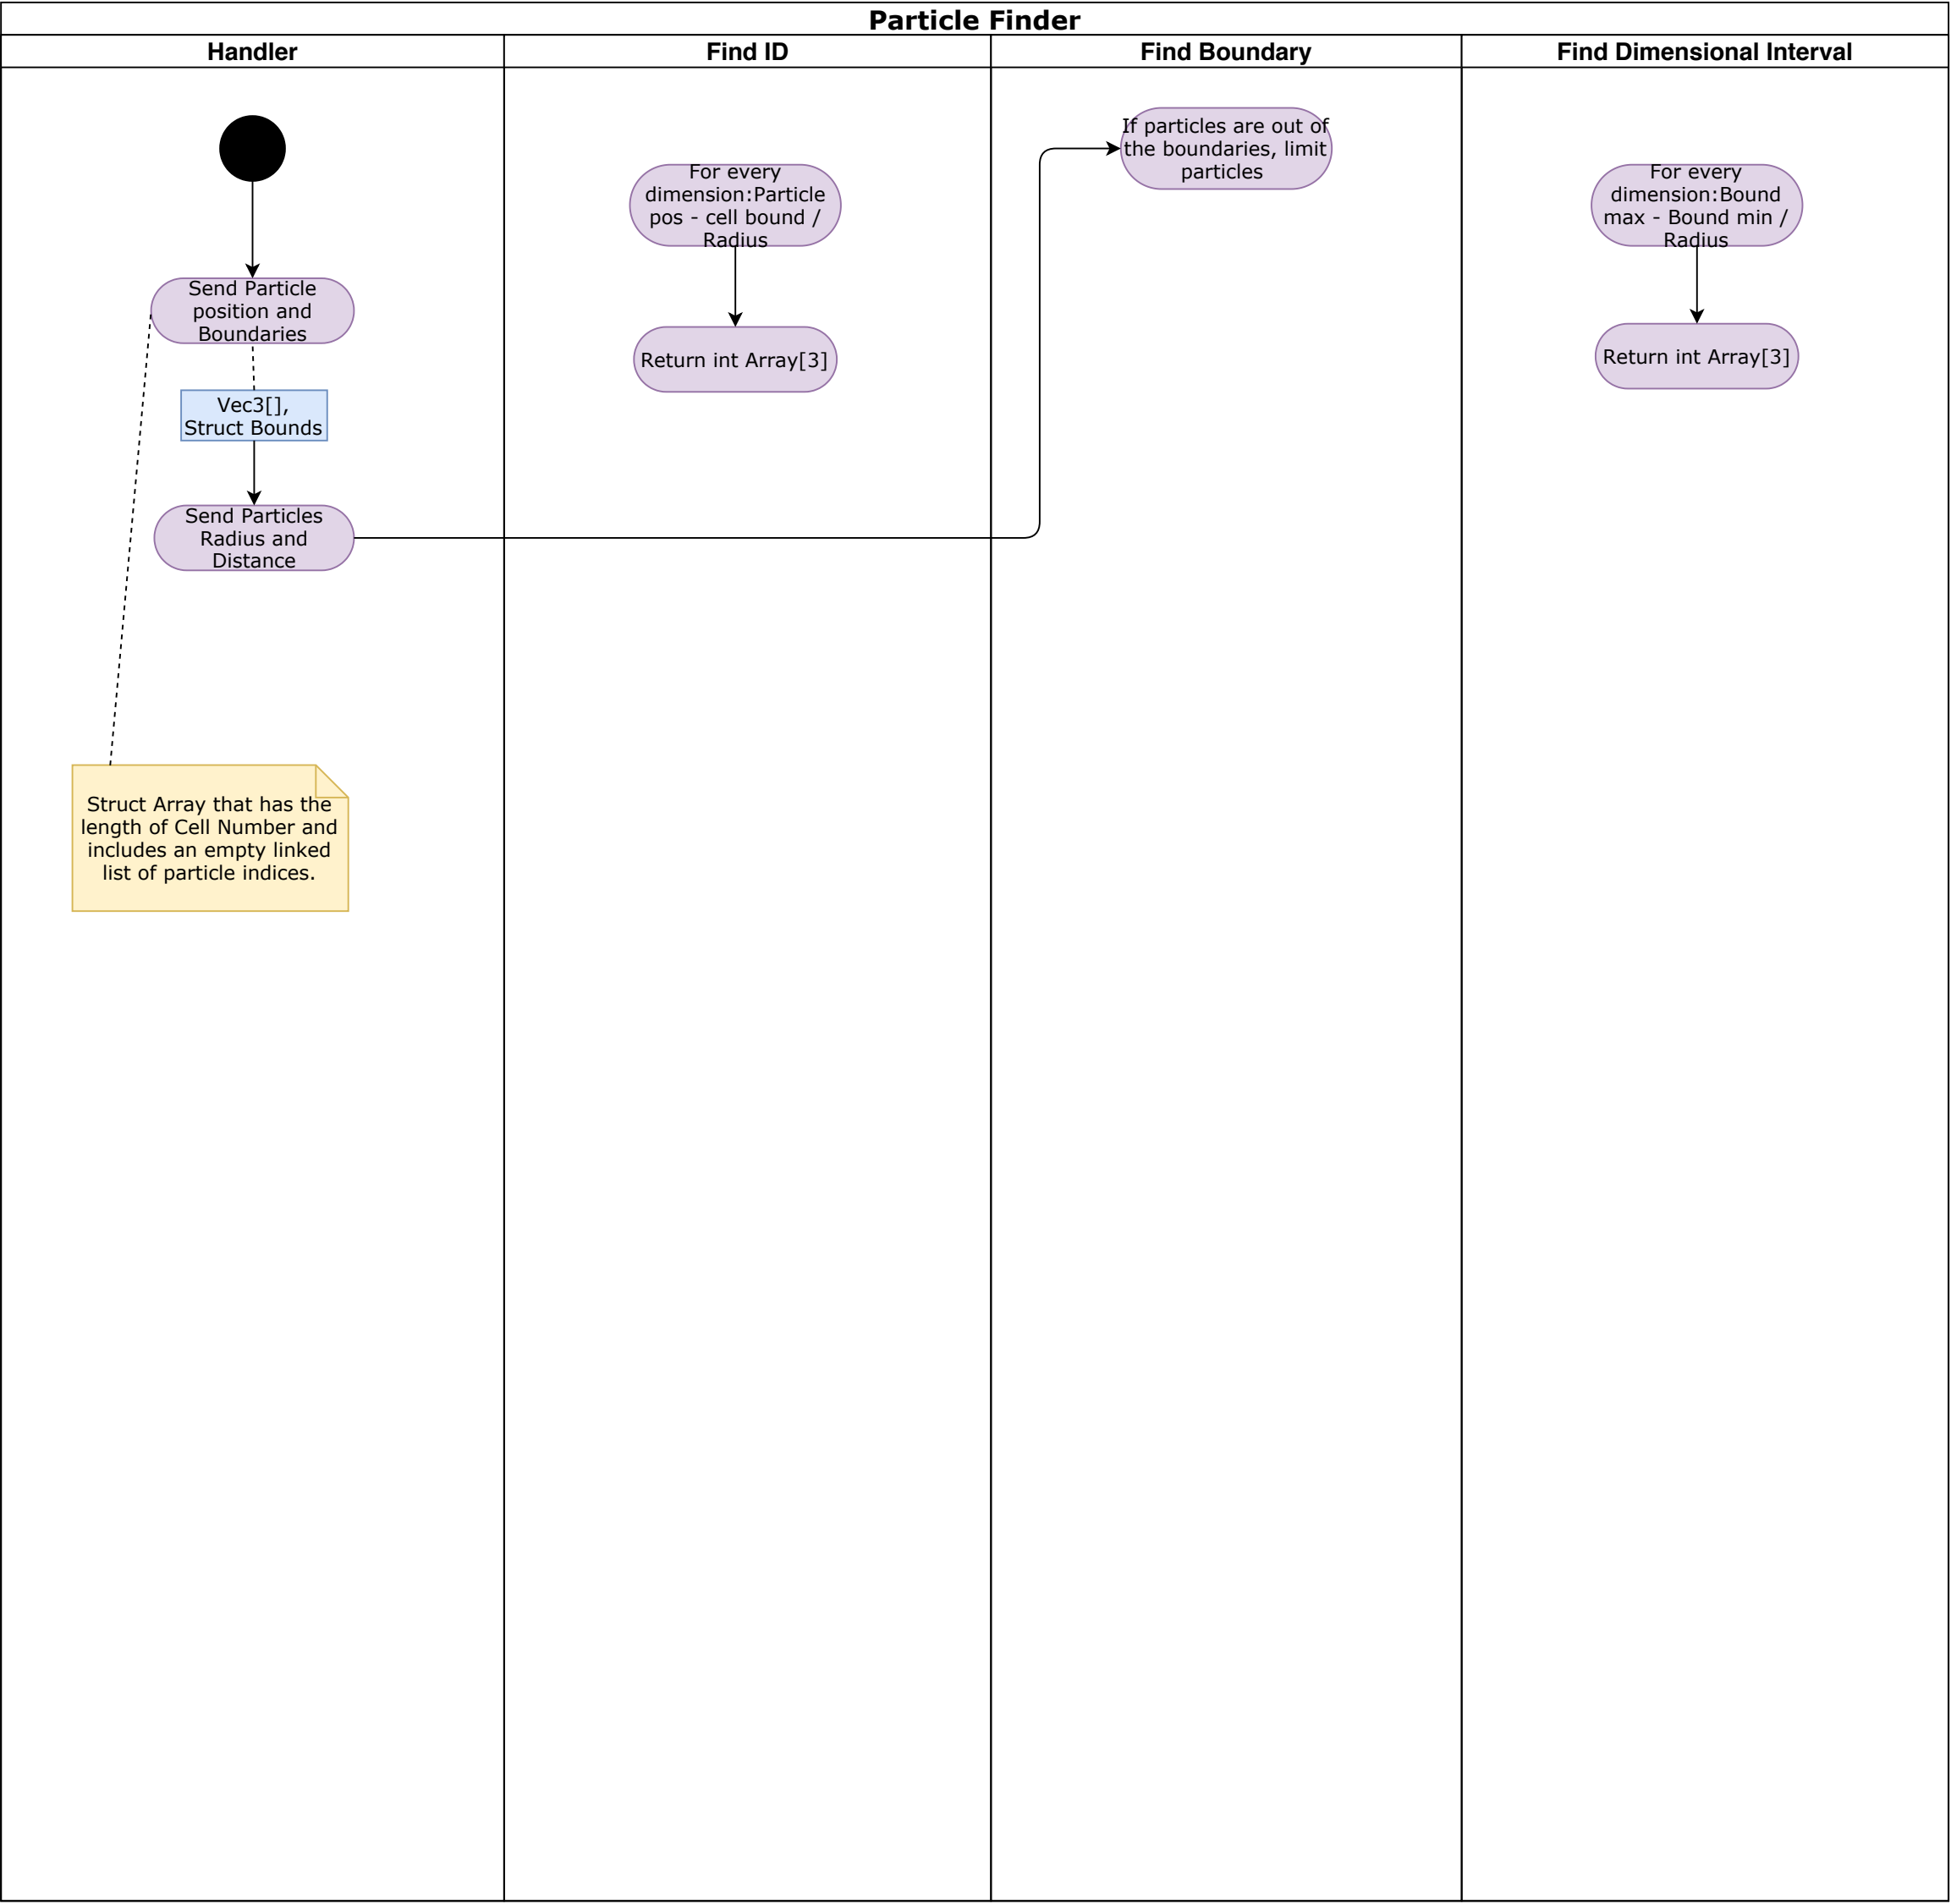 Particle Finder
Handler
Find ID
Find Boundary
Find Dimensional Interval
Send Particle
position and
Boundaries
Vec3[],
Struct Bounds
Send Particles
Radius and
Distance
Struct Array that has the
length of Cell Number and
includes an empty linked
list of particle indices.
For every
dimension:Particle
pos - cell bound /
Radius
Return int Array[3]
If particles are out of
the boundaries, limit
particles
For every
dimension:Bound
max - Bound min /
Radius
Return int Array[3]